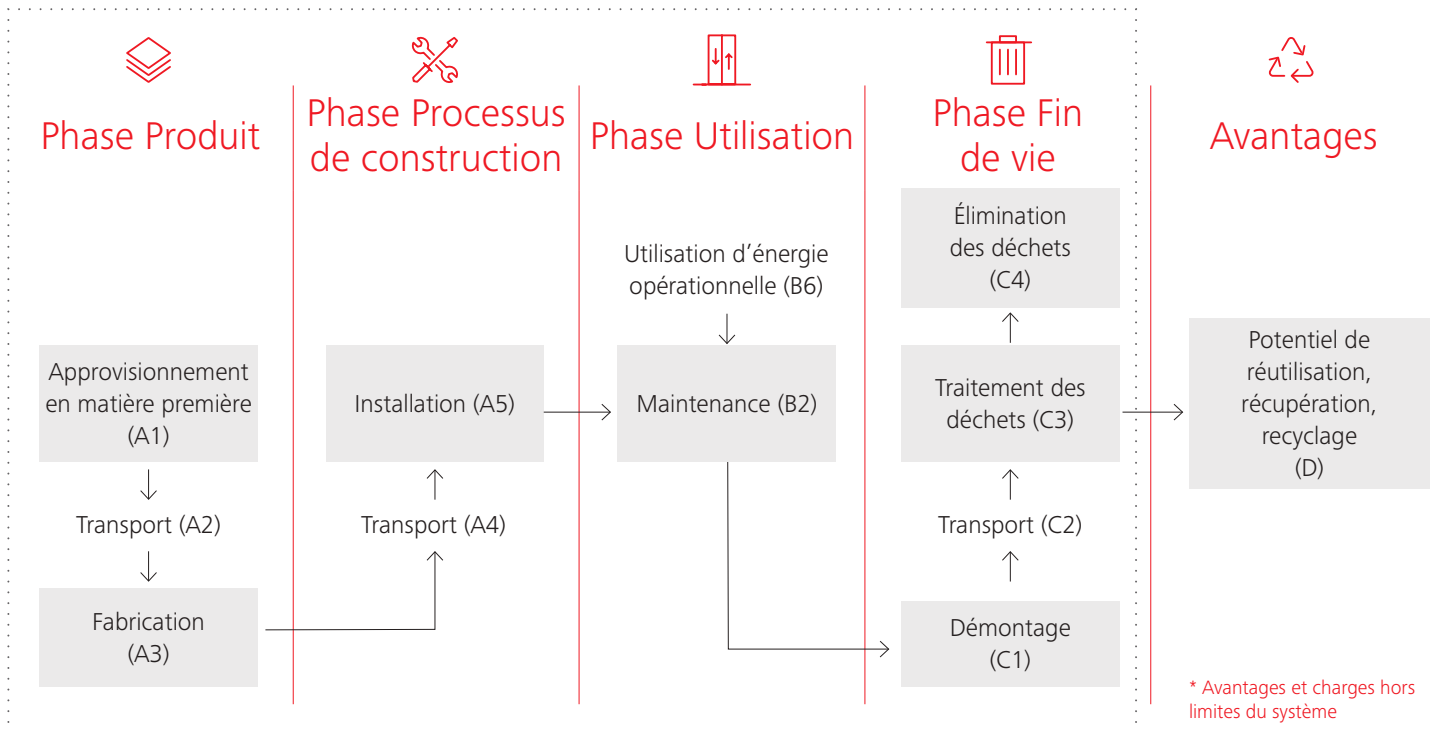 Phase Produit
Approvisionnement
en matière première
(A1)
Transport (A2)
Fabrication
(A3)
Phase Processus
de construction
Installation (A5)
Transport (A4)
Phase Utilisation
Utilisation d’énergie
opérationnelle (B6)
Maintenance (B2)
Phase Fin
de vie
Élimination
des déchets
(C4)
Traitement des
déchets (C3)
Transport (C2)
Démontage
(C1)
Avantages
Potentiel de
réutilisation,
récupération,
recyclage
(D)
* Avantages et charges hors
limites du système